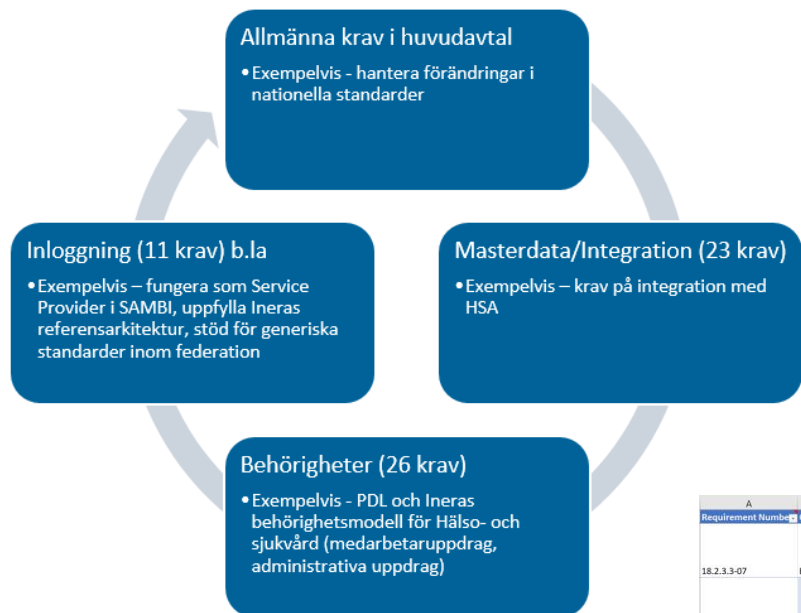 Allmänna krav i huvudavtal
•Exempelvis - hantera förändringar i
nationella standarder
Inloggning (11 krav) b.la
•Exempelvis – fungera som Service
Provider i SAMBI, uppfylla Ineras
referensarkitektur, stöd för generiska
standarder inom federation
Masterdata/Integration (23 krav)
•Exempelvis – krav på integration med
HSA
Behörigheter (26 krav)
•Exempelvis - PDL och Ineras
behörighetsmodell för Hälso- och
sjukvård (medarbetaruppdrag,
administrativa uppdrag)
A
Requirement Numbe
18.2.3.3-07